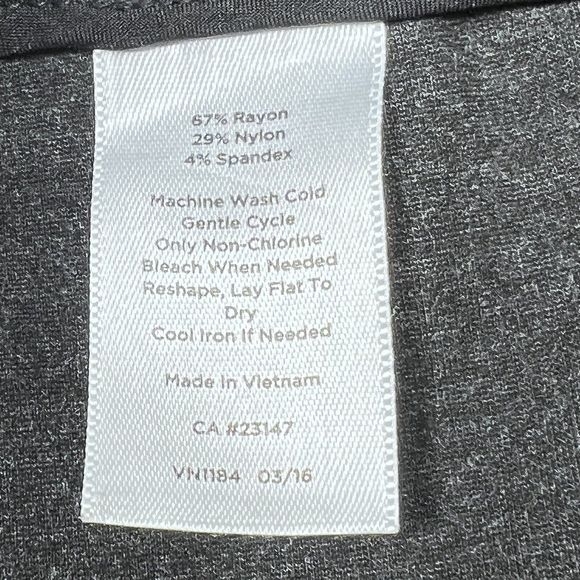 67% Rayon
29% Nylon
4% Spandex
Machine Wash Cold
Gentle Cycle
Only Non-Chlorine
Bleach When Needed
Reshape, Lay Flat To
Dry
Cool Iron If Needed
Made In Vietnam
CA #23147
VN1184 03/16